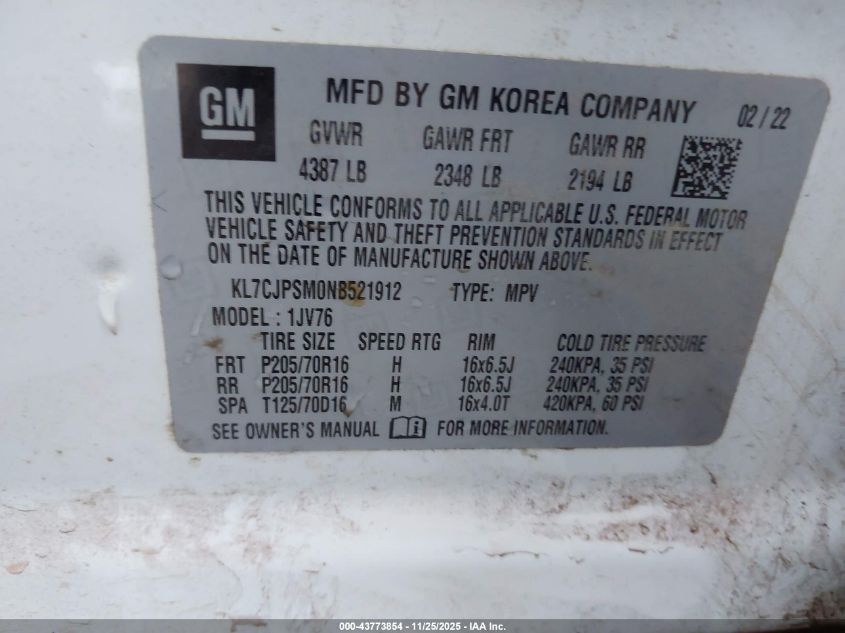 GM
MFD BY GM KOREA COMPANY 02 / 22
GVWR GAWR FRT GAWR RR
4387 LB 2348 LB 2194 LB
THIS VEHICLE CONFORMS TO ALL APPLICABLE U.S. FEDERAL MOTOR
VEHICLE SAFETY AND THEFT PREVENTION STANDARDS IN EFFECT
ON THE DATE OF MANUFACTURE SHOWN ABOVE.
KL7CJPSM0NB521912 TYPE: MPV
MODEL : 1JV76
TIRE SIZE SPEED RTG RIM COLD TIRE PRESSURE
FRT P205/70R16 H 16x6.5J 240KPA, 35 PSI
RR P205/70R16 H 16x6.5J 240KPA, 35 PSI
SPA T125/70D16 M 16x4.0T 420KPA, 60 PSI
SEE OWNER'S MANUAL FOR MORE INFORMATION.
000-43773854 - 11/25/2025 - IAA Inc.